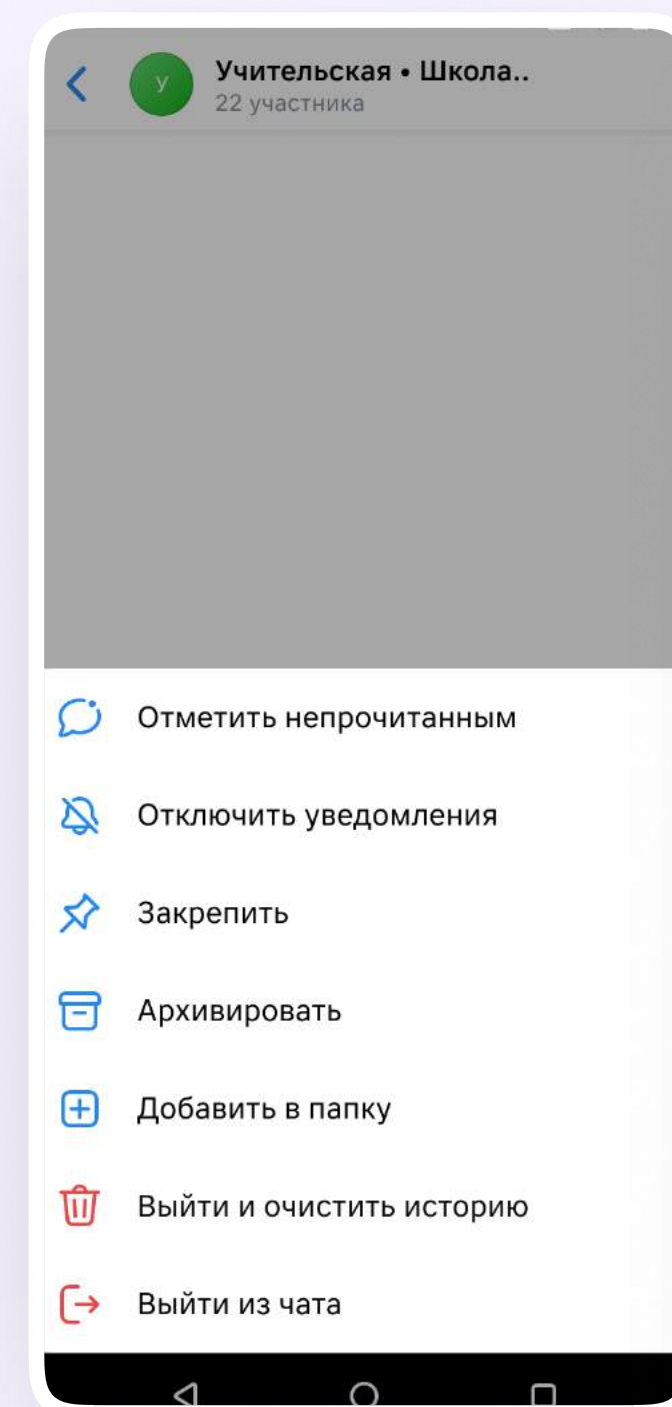 У
Учительская • Школа..
22 участника
Отметить непрочитанным
Отключить уведомления
Закрепить
Архивировать
Добавить в папку
Выйти и очистить историю
Выйти из чата